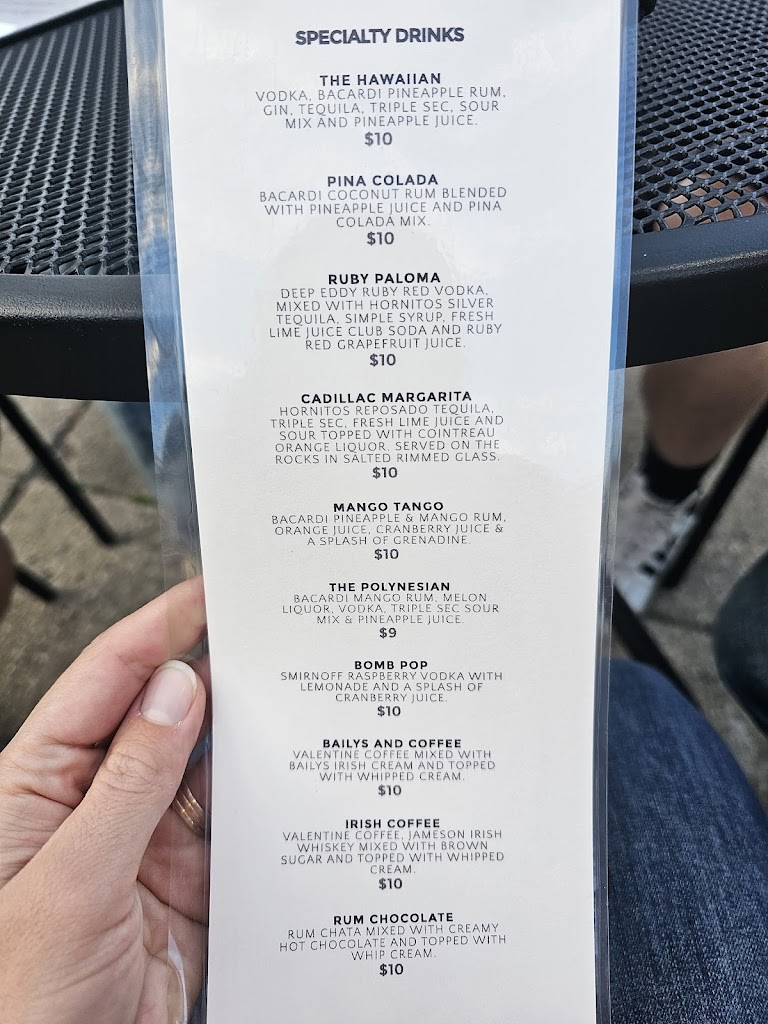 SPECIALTY DRINKS
THE HAWAIIAN
VODKA, BACARDI PINEAPPLE RUM,
GIN, TEQUILA, TRIPLE SEC, SOUR
MIX AND PINEAPPLE JUICE.
$10
PINA COLADA
BACARDI COCONUT RUM BLENDED
WITH PINEAPPLE JUICE AND PINA
COLADA MIX.
$10
RUBY PALOMA
DEEP EDDY RUBY RED VODKA,
MIXED WITH HORNITOS SILVER
TEQUILA, SIMPLE SYRUP, FRESH
LIME JUICE CLUB SODA AND RUBY
RED GRAPEFRUIT JUICE.
$10
CADILLAC MARGARITA
HORNITOS REPOSADO TEQUILA,
TRIPLE SEC, FRESH LIME JUICE AND
SOUR TOPPED WITH COINTREAU
ORANGE LIQUOR. SERVED ON THE
ROCKS IN SALTED RIMMED GLASS.
$10
MANGO TANGO
BACARDI PINEAPPLE & MANGO RUM,
ORANGE JUICE, CRANBERRY JUICE &
A SPLASH OF GRENADINE.
$10
THE POLYNESIAN
BACARDI MANGO RUM, MELON
LIQUOR, VODKA, TRIPLE SEC SOUR
MIX & PINEAPPLE JUICE.
$9
BOMB POP
SMIRNOFF RASPBERRY VODKA WITH
LEMONADE AND A SPLASH OF
CRANBERRY JUICE.
$10
BAILYS AND COFFEE
VALENTINE COFFEE MIXED WITH
BAILYS IRISH CREAM AND TOPPED
WITH WHIPPED CREAM.
$10
IRISH COFFEE
VALENTINE COFFEE, JAMESON IRISH
WHISKEY MIXED WITH BROWN
SUGAR AND TOPPED WITH WHIPPED
CREAM.
$10
RUM CHOCOLATE
RUM CHATA MIXED WITH CREAMY
HOT CHOCOLATE AND TOPPED WITH
WHIP CREAM.
$10